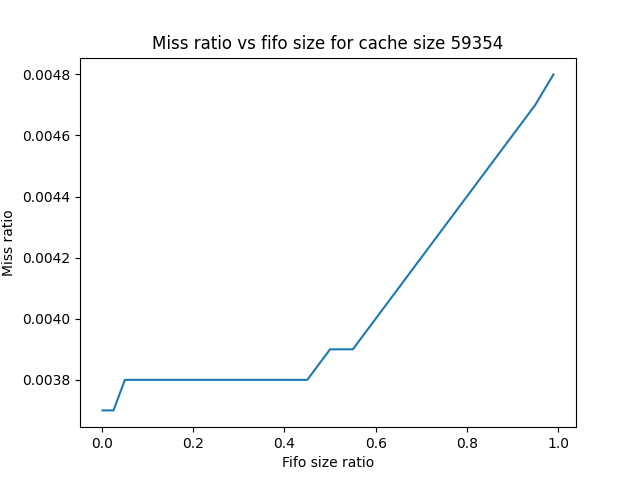 Miss ratio vs fifo size for cache size 59354
0.0048
0.0046
0.0044
0.0042
0.0040
0.0038
Miss ratio
0.0 0.2 0.4 0.6 0.8 1.0
Fifo size ratio